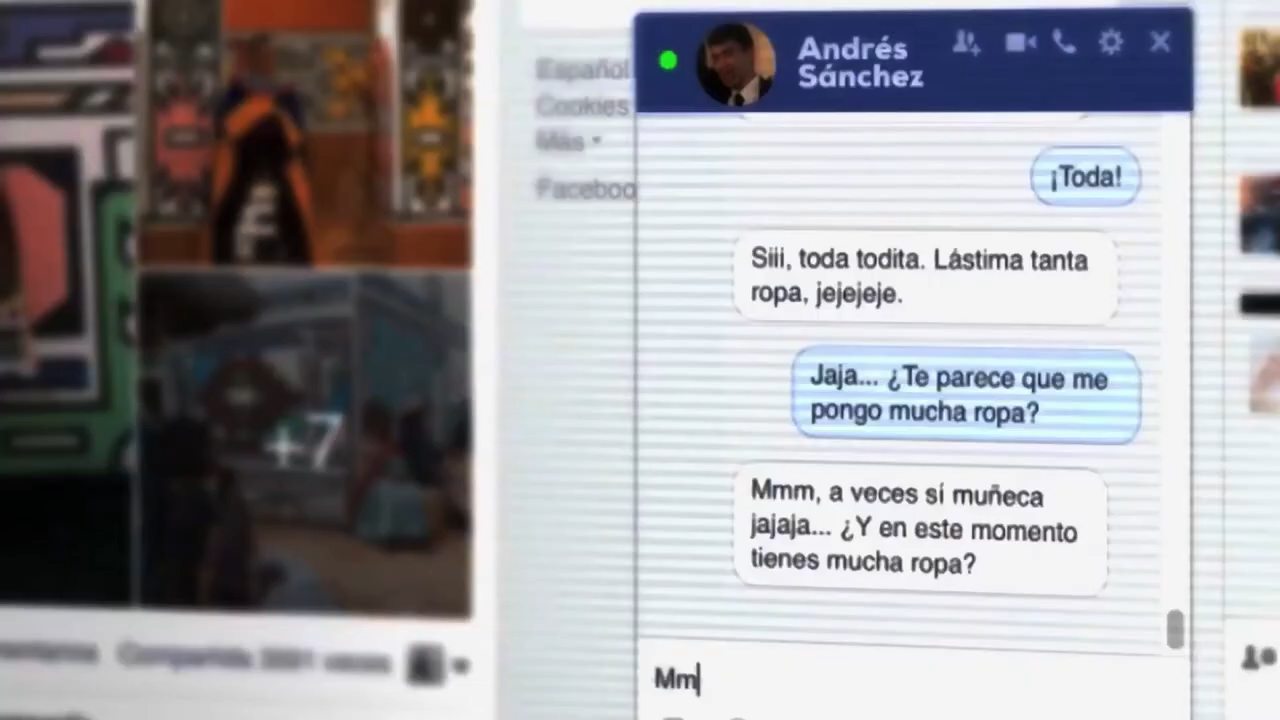 Andrés
Sánchez
Español
Cookies
Más
Faceboo
¡Toda!
Siii, toda todita. Lástima tanta
ropa, jejejeje.
Jaja... ¿Te parece que me
pongo mucha ropa?
+7
Mmm, a veces sí muñeca
jajaja... ¿Y en este momento
tienes mucha ropa?
Mm